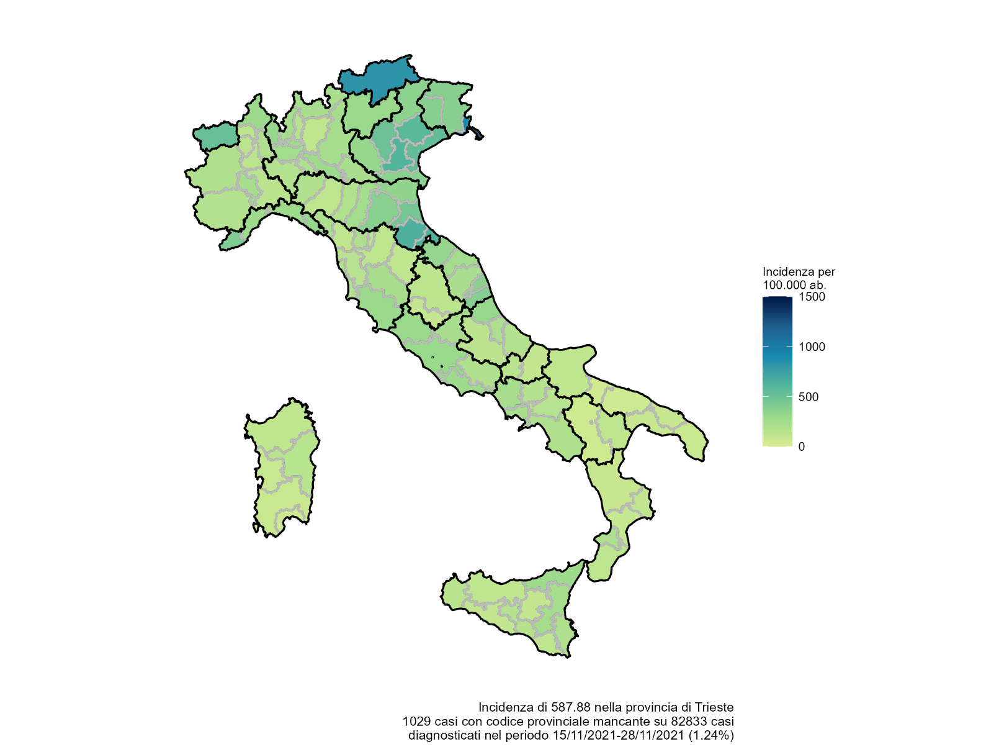 Incidenza per
100.000 ab.
1500
1000
500
0
Incidenza di 587.88 nella provincia di Trieste
1029 casi con codice provinciale mancante su 82833 casi
diagnosticati nel periodo 15/11/2021-28/11/2021 (1.24%)